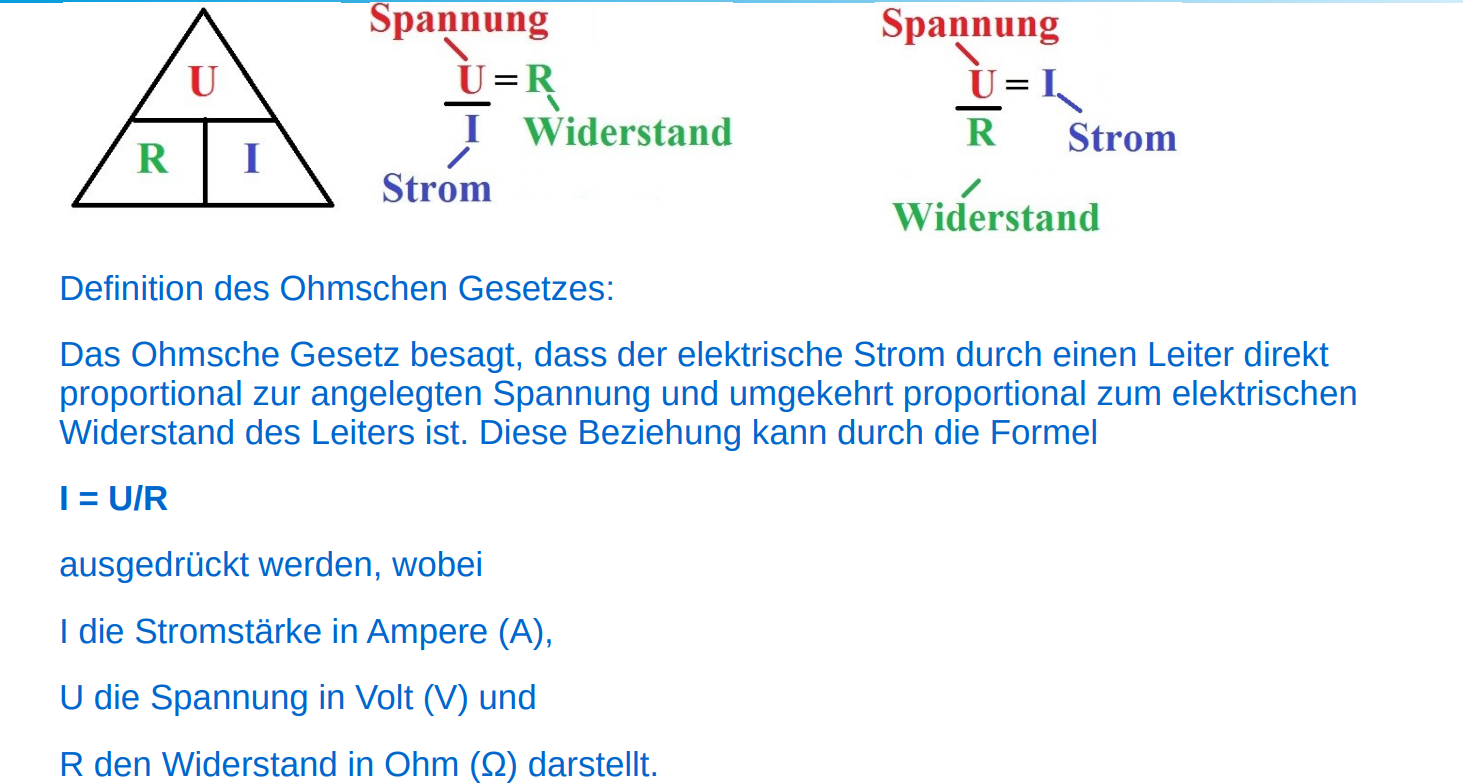 U
R I
Spannung
U = R
I
Widerstand
Strom
Spannung
U = I
R
Strom
Widerstand
Definition des Ohmschen Gesetzes:
Das Ohmsche Gesetz besagt, dass der elektrische Strom durch einen Leiter direkt
proportional zur angelegten Spannung und umgekehrt proportional zum elektrischen
Widerstand des Leiters ist. Diese Beziehung kann durch die Formel
I = U/R
ausgedrückt werden, wobei
I die Stromstärke in Ampere (A),
U die Spannung in Volt (V) und
R den Widerstand in Ohm (Ω) darstellt.